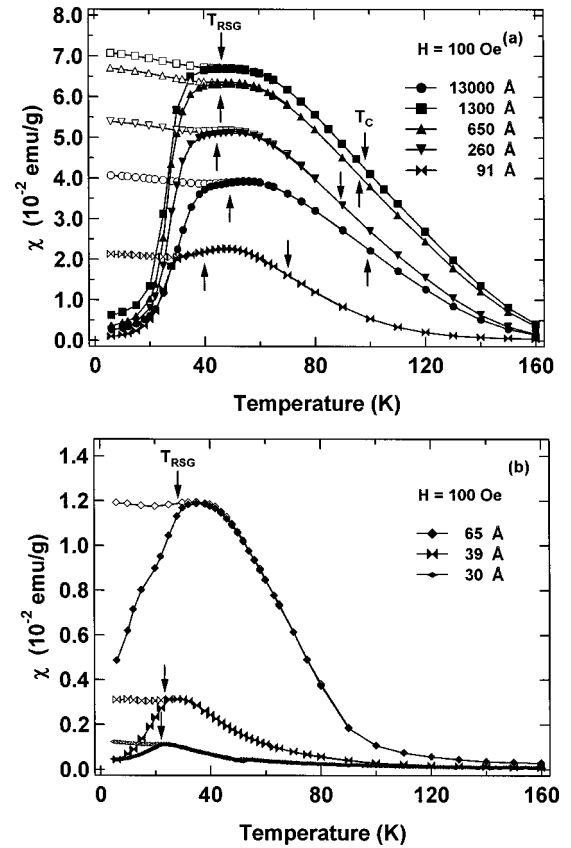 T_RSG
(a)
8.0
7.0
6.0
5.0
4.0
3.0
2.0
1.0
0.0
χ (10⁻² emu/g)
H = 100 Oe
13000 Å
1300 Å
650 Å
260 Å
91 Å
T_C
0 40 80 120 160
Temperature (K)
(b)
1.4
1.2
1.0
0.8
0.6
0.4
0.2
0.0
χ (10⁻² emu/g)
T_RSG
H = 100 Oe
65 Å
39 Å
30 Å
0 40 80 120 160
Temperature (K)